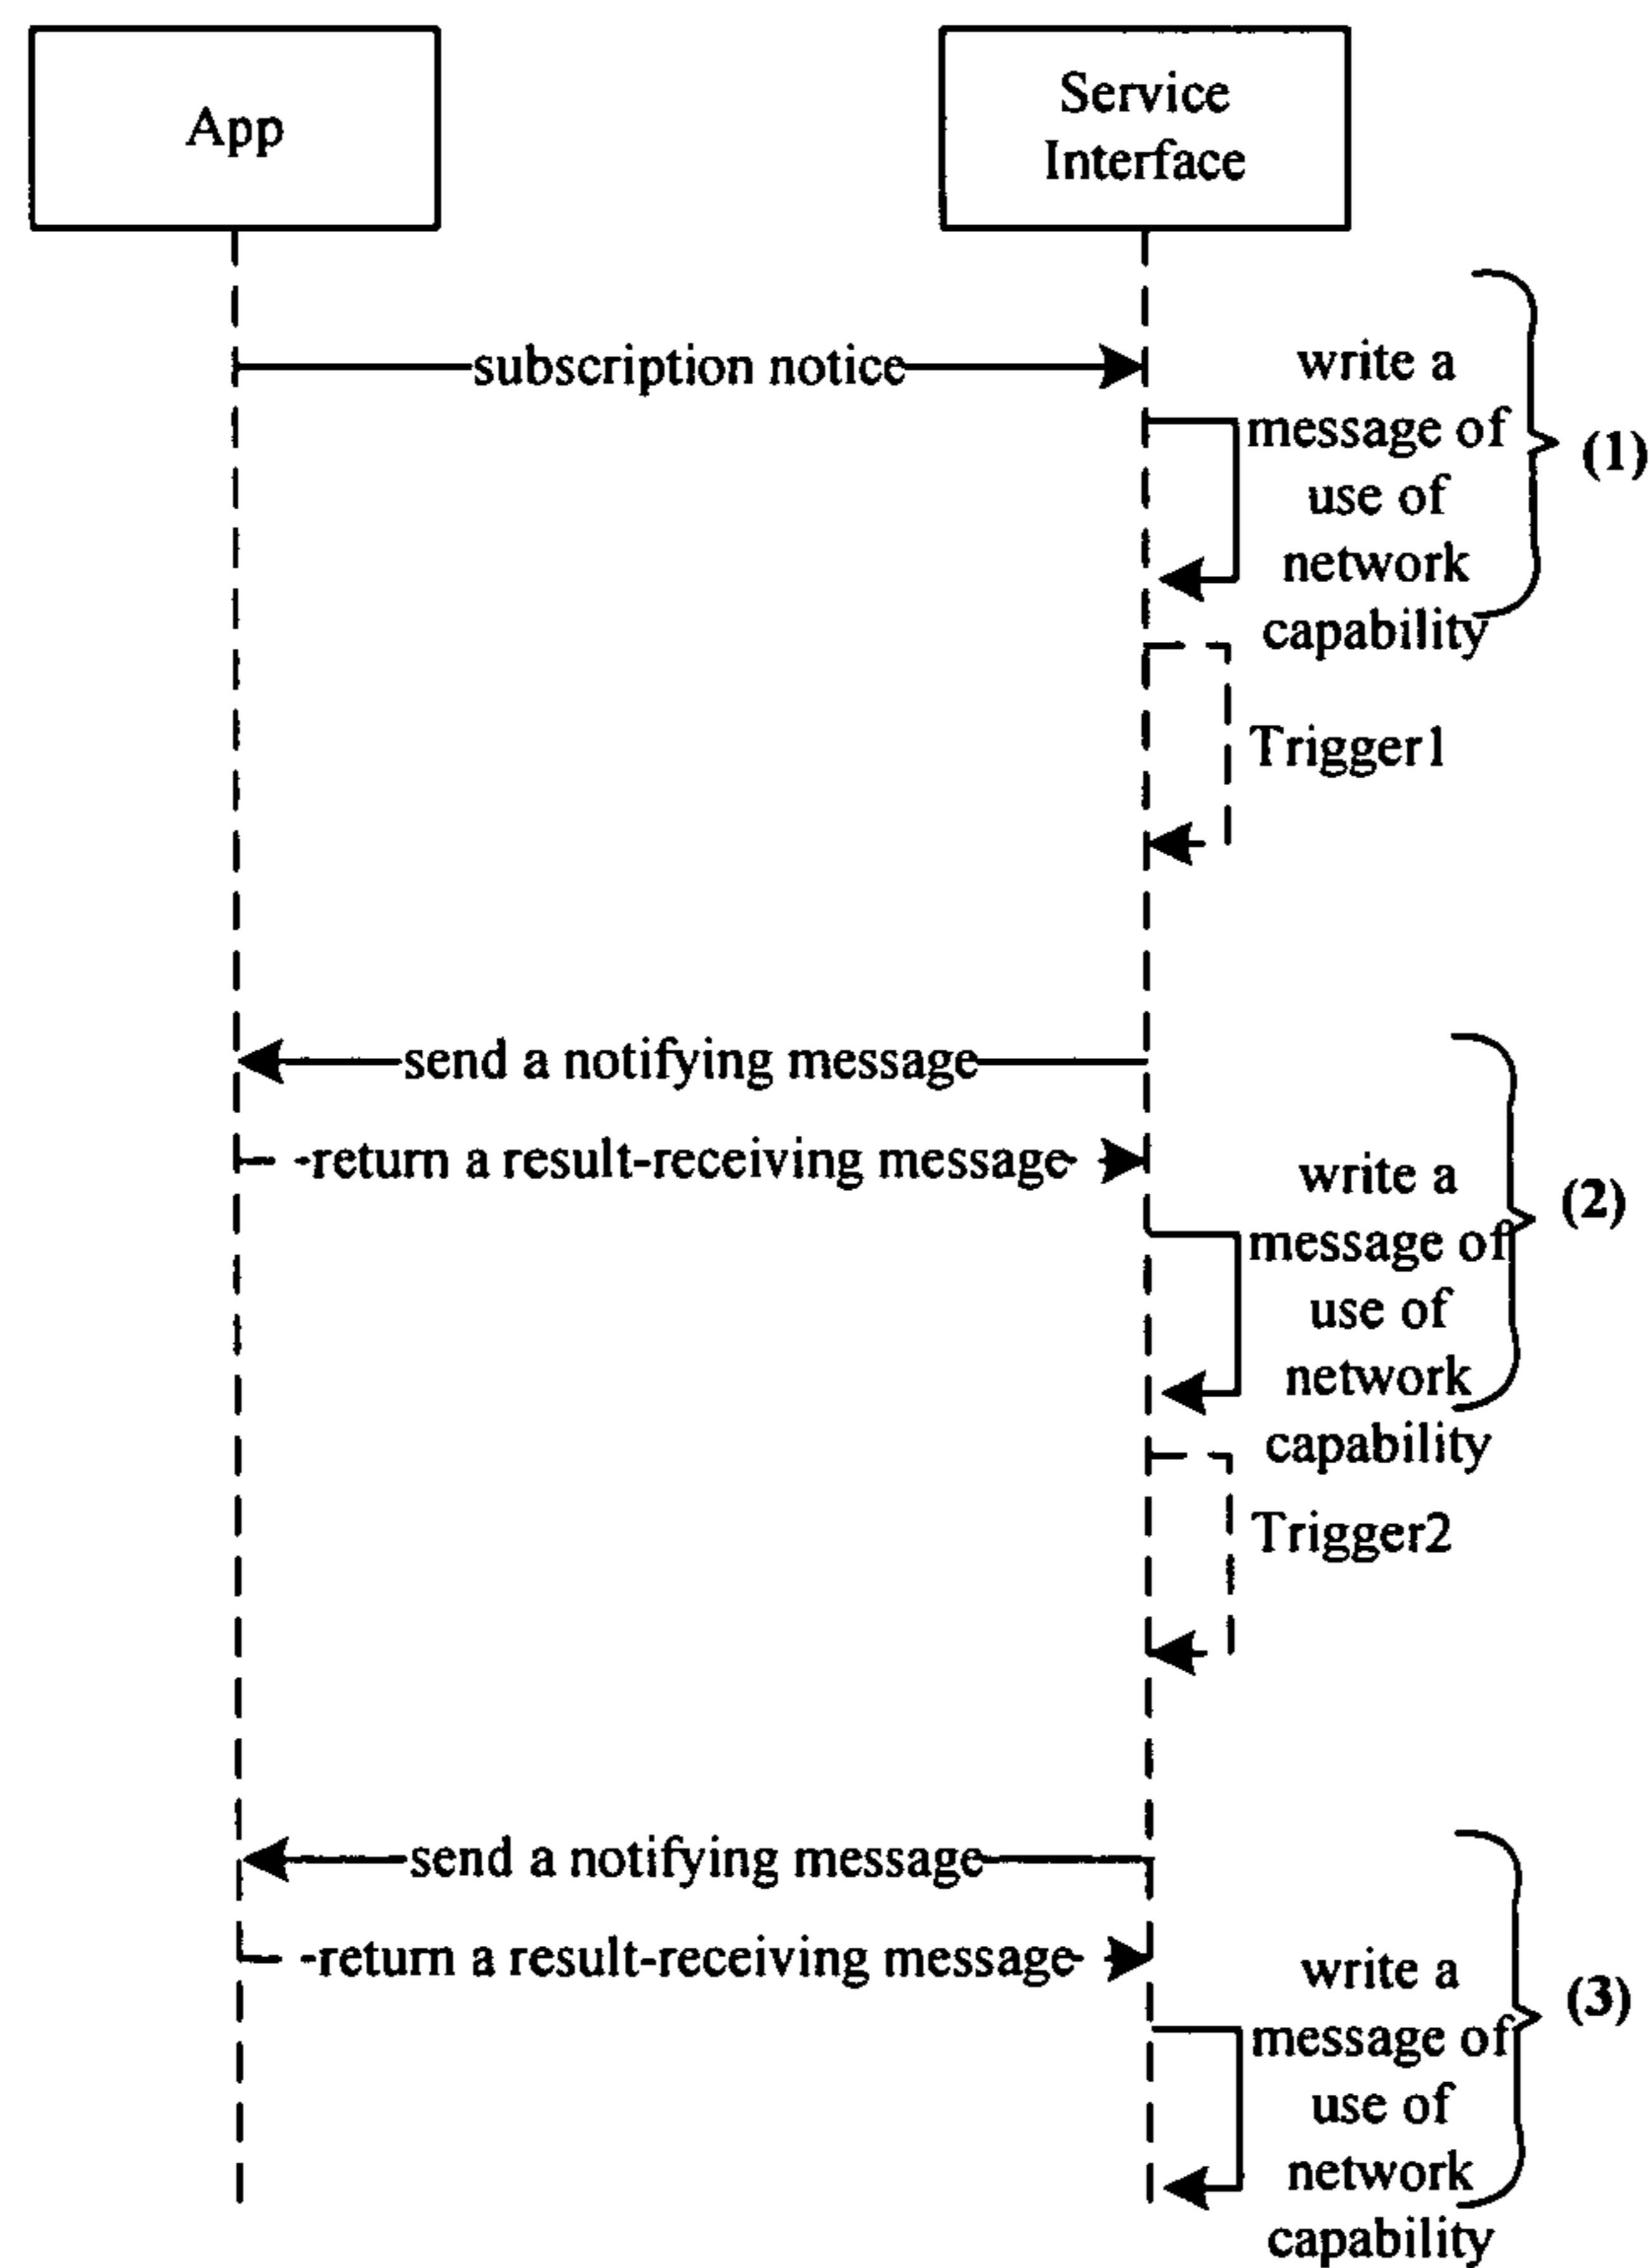 App
Service
Interface
subscription notice
write a
message of
use of
network
capability
(1)
Trigger1
send a notifying message
return a result-receiving message
write a
message of
use of
network
capability
(2)
Trigger2
send a notifying message
return a result-receiving message
write a
message of
use of
network
capability
(3)